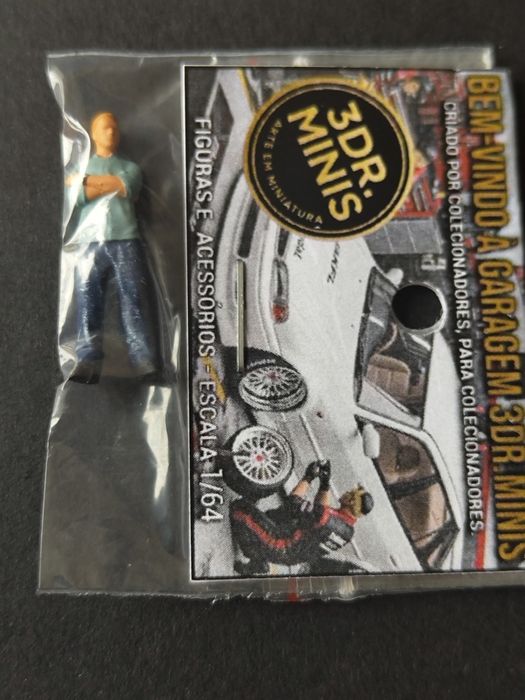 BEM-VINDO À GARAGEM 3DR. MINIS
CRIADO POR COLECIONADORES, PARA COLECIONADORES.
3DR.
MINIS
ARTE EM MINIATURA
FIGURAS E ACESSÓRIOS - ESCALA 1/64